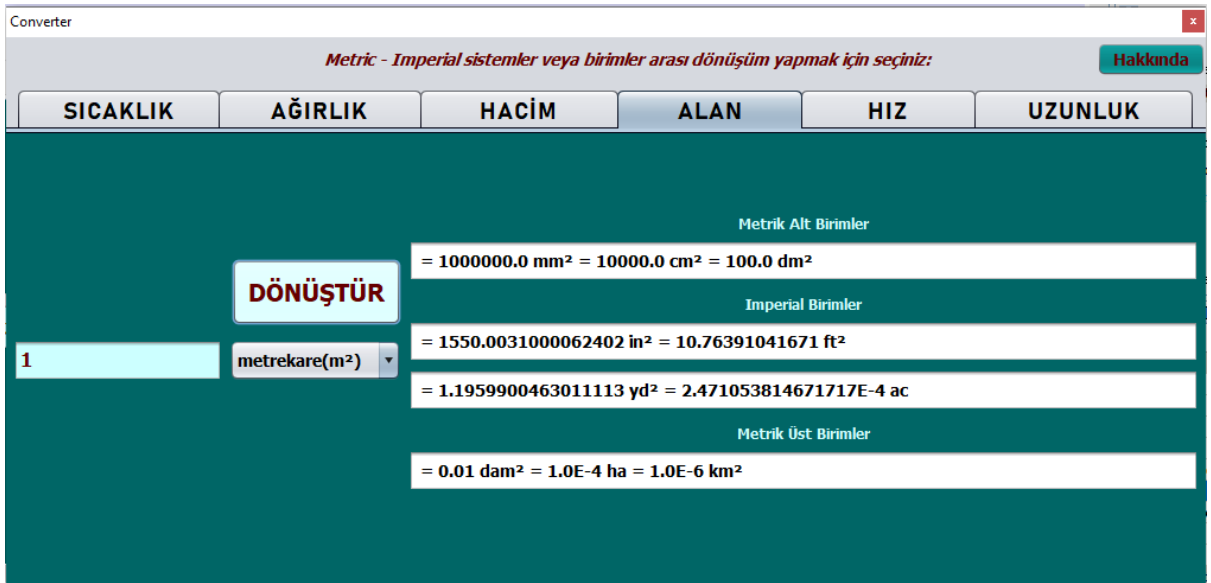 Converter
x
Metric - Imperial sistemler veya birimler arası dönüşüm yapmak için seçiniz:
Hakkında
SICAKLIK
AĞIRLIK
HACİM
ALAN
HIZ
UZUNLUK
Metrik Alt Birimler
= 1000000.0 mm² = 10000.0 cm² = 100.0 dm²
DÖNÜŞTÜR
Imperial Birimler
= 1550.0031000062402 in² = 10.76391041671 ft²
1
metrekare(m²)
= 1.1959900463011113 yd² = 2.471053814671717E-4 ac
Metrik Üst Birimler
= 0.01 dam² = 1.0E-4 ha = 1.0E-6 km²